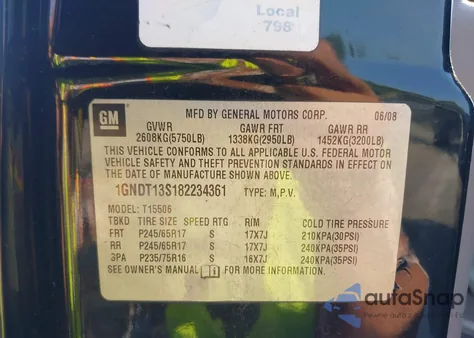 Local
798
GM
MFD BY GENERAL MOTORS CORP. 06/08
GVWR GAWR FRT GAWR RR
2608KG(5750LB) 1338KG(2950LB) 1452KG(3200LB)
THIS VEHICLE CONFORMS TO ALL APPLICABLE U.S. FEDERAL MOTOR
VEHICLE SAFETY AND THEFT PREVENTION STANDARDS IN EFFECT ON THE
DATE OF MANUFACTURE SHOWN ABOVE.
1GNDT13S182234361 TYPE: M.P.V.
MODEL: T15506
TBKD TIRE SIZE SPEED RTG R/M COLD TIRE PRESSURE
FRT P245/65R17 S 17X7J 210KPA(30PSI)
RR P245/65R17 S 17X7J 240KPA(35PSI)
3PA P235/75R16 S 16X7J 240KPA(35PSI)
SEE OWNER'S MANUAL FOR MORE INFORMATION.
autaSnap